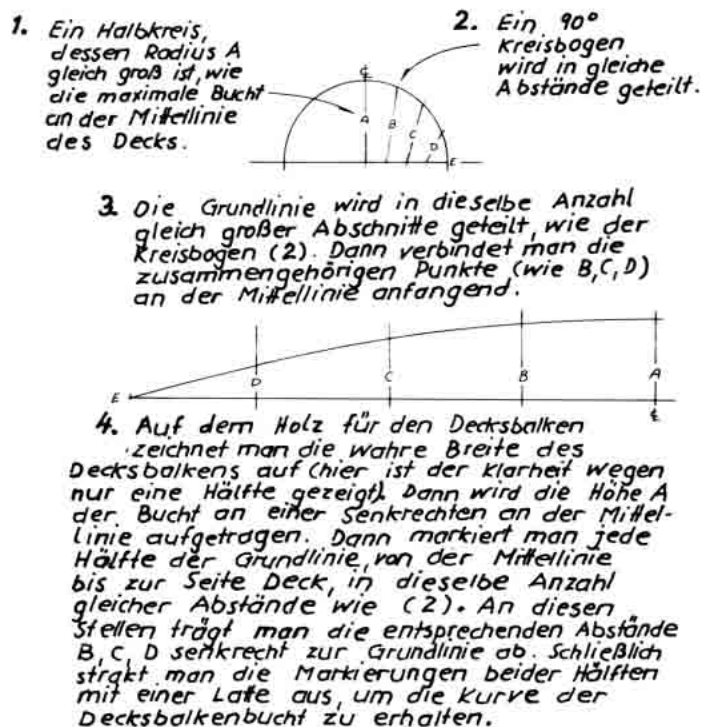 1. Ein Halbkreis,
dessen Radius A
gleich groß ist, wie
die maximale Bucht
an der Mittellinie
des Decks.
2. Ein 90°
Kreisbogen
wird in gleiche
Abstände geteilt.
℄
A B C D E
3. Die Grundlinie wird in dieselbe Anzahl
gleich großer Abschnitte geteilt, wie der
Kreisbogen (2). Dann verbindet man die
zusammengehörigen Punkte (wie B,C,D)
an der Mittellinie anfangend.
E D C B A
℄
4. Auf dem Holz für den Decksbalken
zeichnet man die wahre Breite des
Decksbalkens auf (hier ist der Klarheit wegen
nur eine Hälfte gezeigt). Dann wird die Höhe A
der Bucht an einer Senkrechten an der Mittel-
linie aufgetragen. Dann markiert man jede
Hälfte der Grundlinie, von der Mittellinie
bis zur Seite Deck, in dieselbe Anzahl
gleicher Abstände wie (2). An diesen
Stellen trägt man die entsprechenden Abstände
B, C, D senkrecht zur Grundlinie ab. Schließlich
strakt man die Markierungen beider Hälften
mit einer Latte aus, um die Kurve der
Decksbalkenbucht zu erhalten.